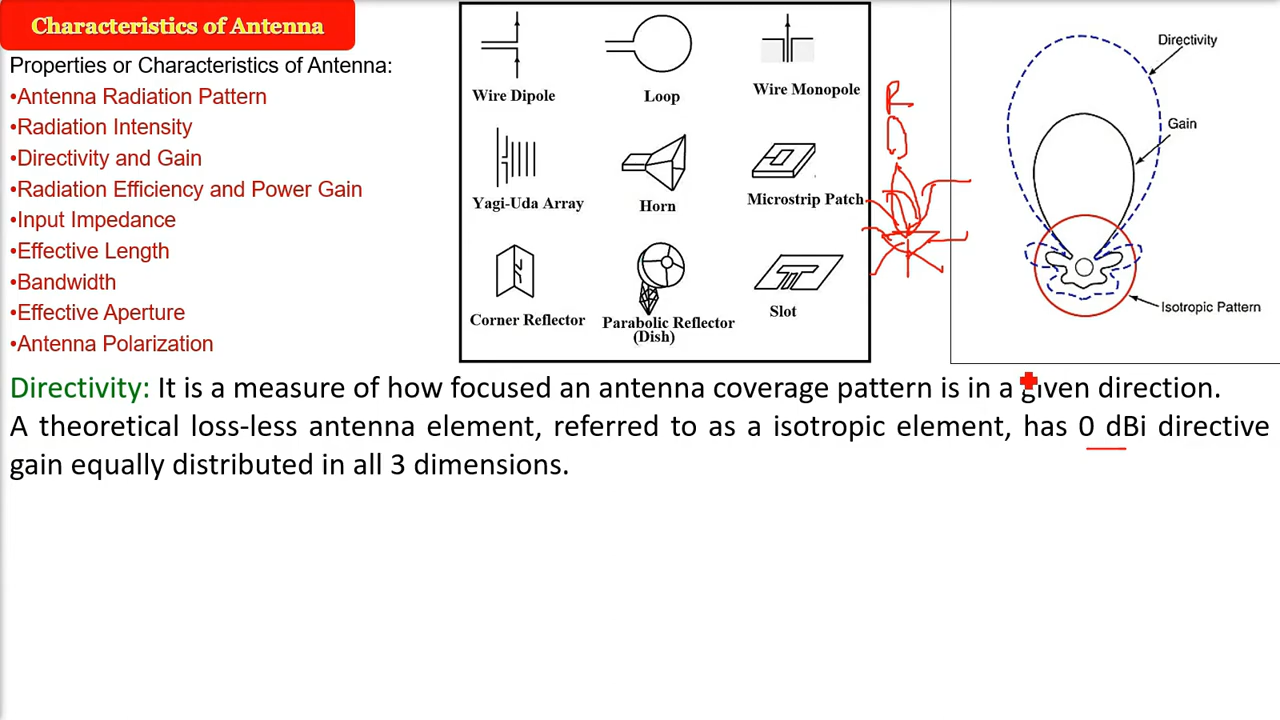 Characteristics of Antenna
Properties or Characteristics of Antenna:
•Antenna Radiation Pattern
•Radiation Intensity
•Directivity and Gain
•Radiation Efficiency and Power Gain
•Input Impedance
•Effective Length
•Bandwidth
•Effective Aperture
•Antenna Polarization
Wire Dipole
Loop
Wire Monopole
Yagi-Uda Array
Horn
Microstrip Patch
Corner Reflector
Parabolic Reflector
(Dish)
Slot
R
D
Directivity
Gain
Isotropic Pattern
Directivity: It is a measure of how focused an antenna coverage pattern is in a given direction.
A theoretical loss-less antenna element, referred to as a isotropic element, has 0 dBi directive
gain equally distributed in all 3 dimensions.